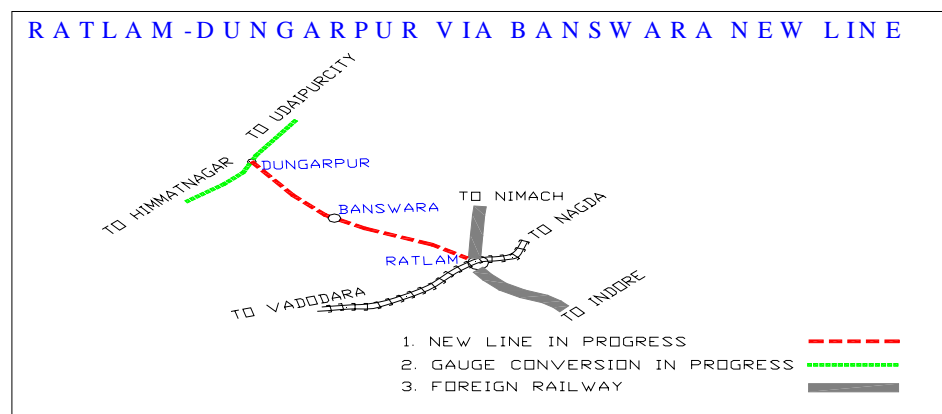 RATLAM-DUNGARPUR VIA BANSWARA NEW LINE
TO UDAIPURCITY
DUNGARPUR
TO HIMMATNAGAR
TO NIMACH
BANSWARA
TO NAGDA
RATLAM
TO VADODARA
TO INDORE
1. NEW LINE IN PROGRESS
2. GAUGE CONVERSION IN PROGRESS
3. FOREIGN RAILWAY